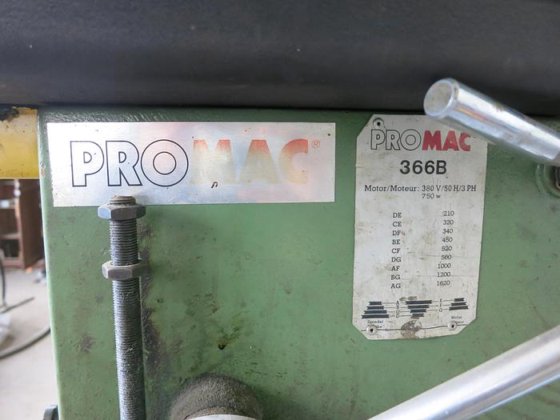 PROMAC®
PROMAC
366B
Motor/Moteur: 380 V/50 H/3 PH
750 w
DE 210
CE 320
DF 340
BE 450
CF 520
DG 560
AF 1000
BG 1200
AG 1620